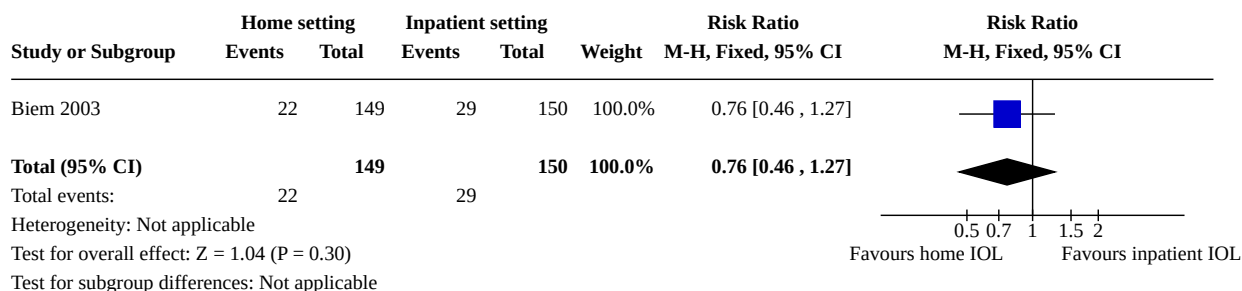 Home setting Inpatient setting Risk Ratio Risk Ratio
Study or Subgroup Events Total Events Total Weight M-H, Fixed, 95% CI M-H, Fixed, 95% CI
Biem 2003 22 149 29 150 100.0% 0.76 [0.46 , 1.27]
Total (95% CI) 149 150 100.0% 0.76 [0.46 , 1.27]
Total events: 22 29
Heterogeneity: Not applicable
0.5 0.7 1 1.5 2
Test for overall effect: Z = 1.04 (P = 0.30) Favours home IOL Favours inpatient IOL
Test for subgroup differences: Not applicable